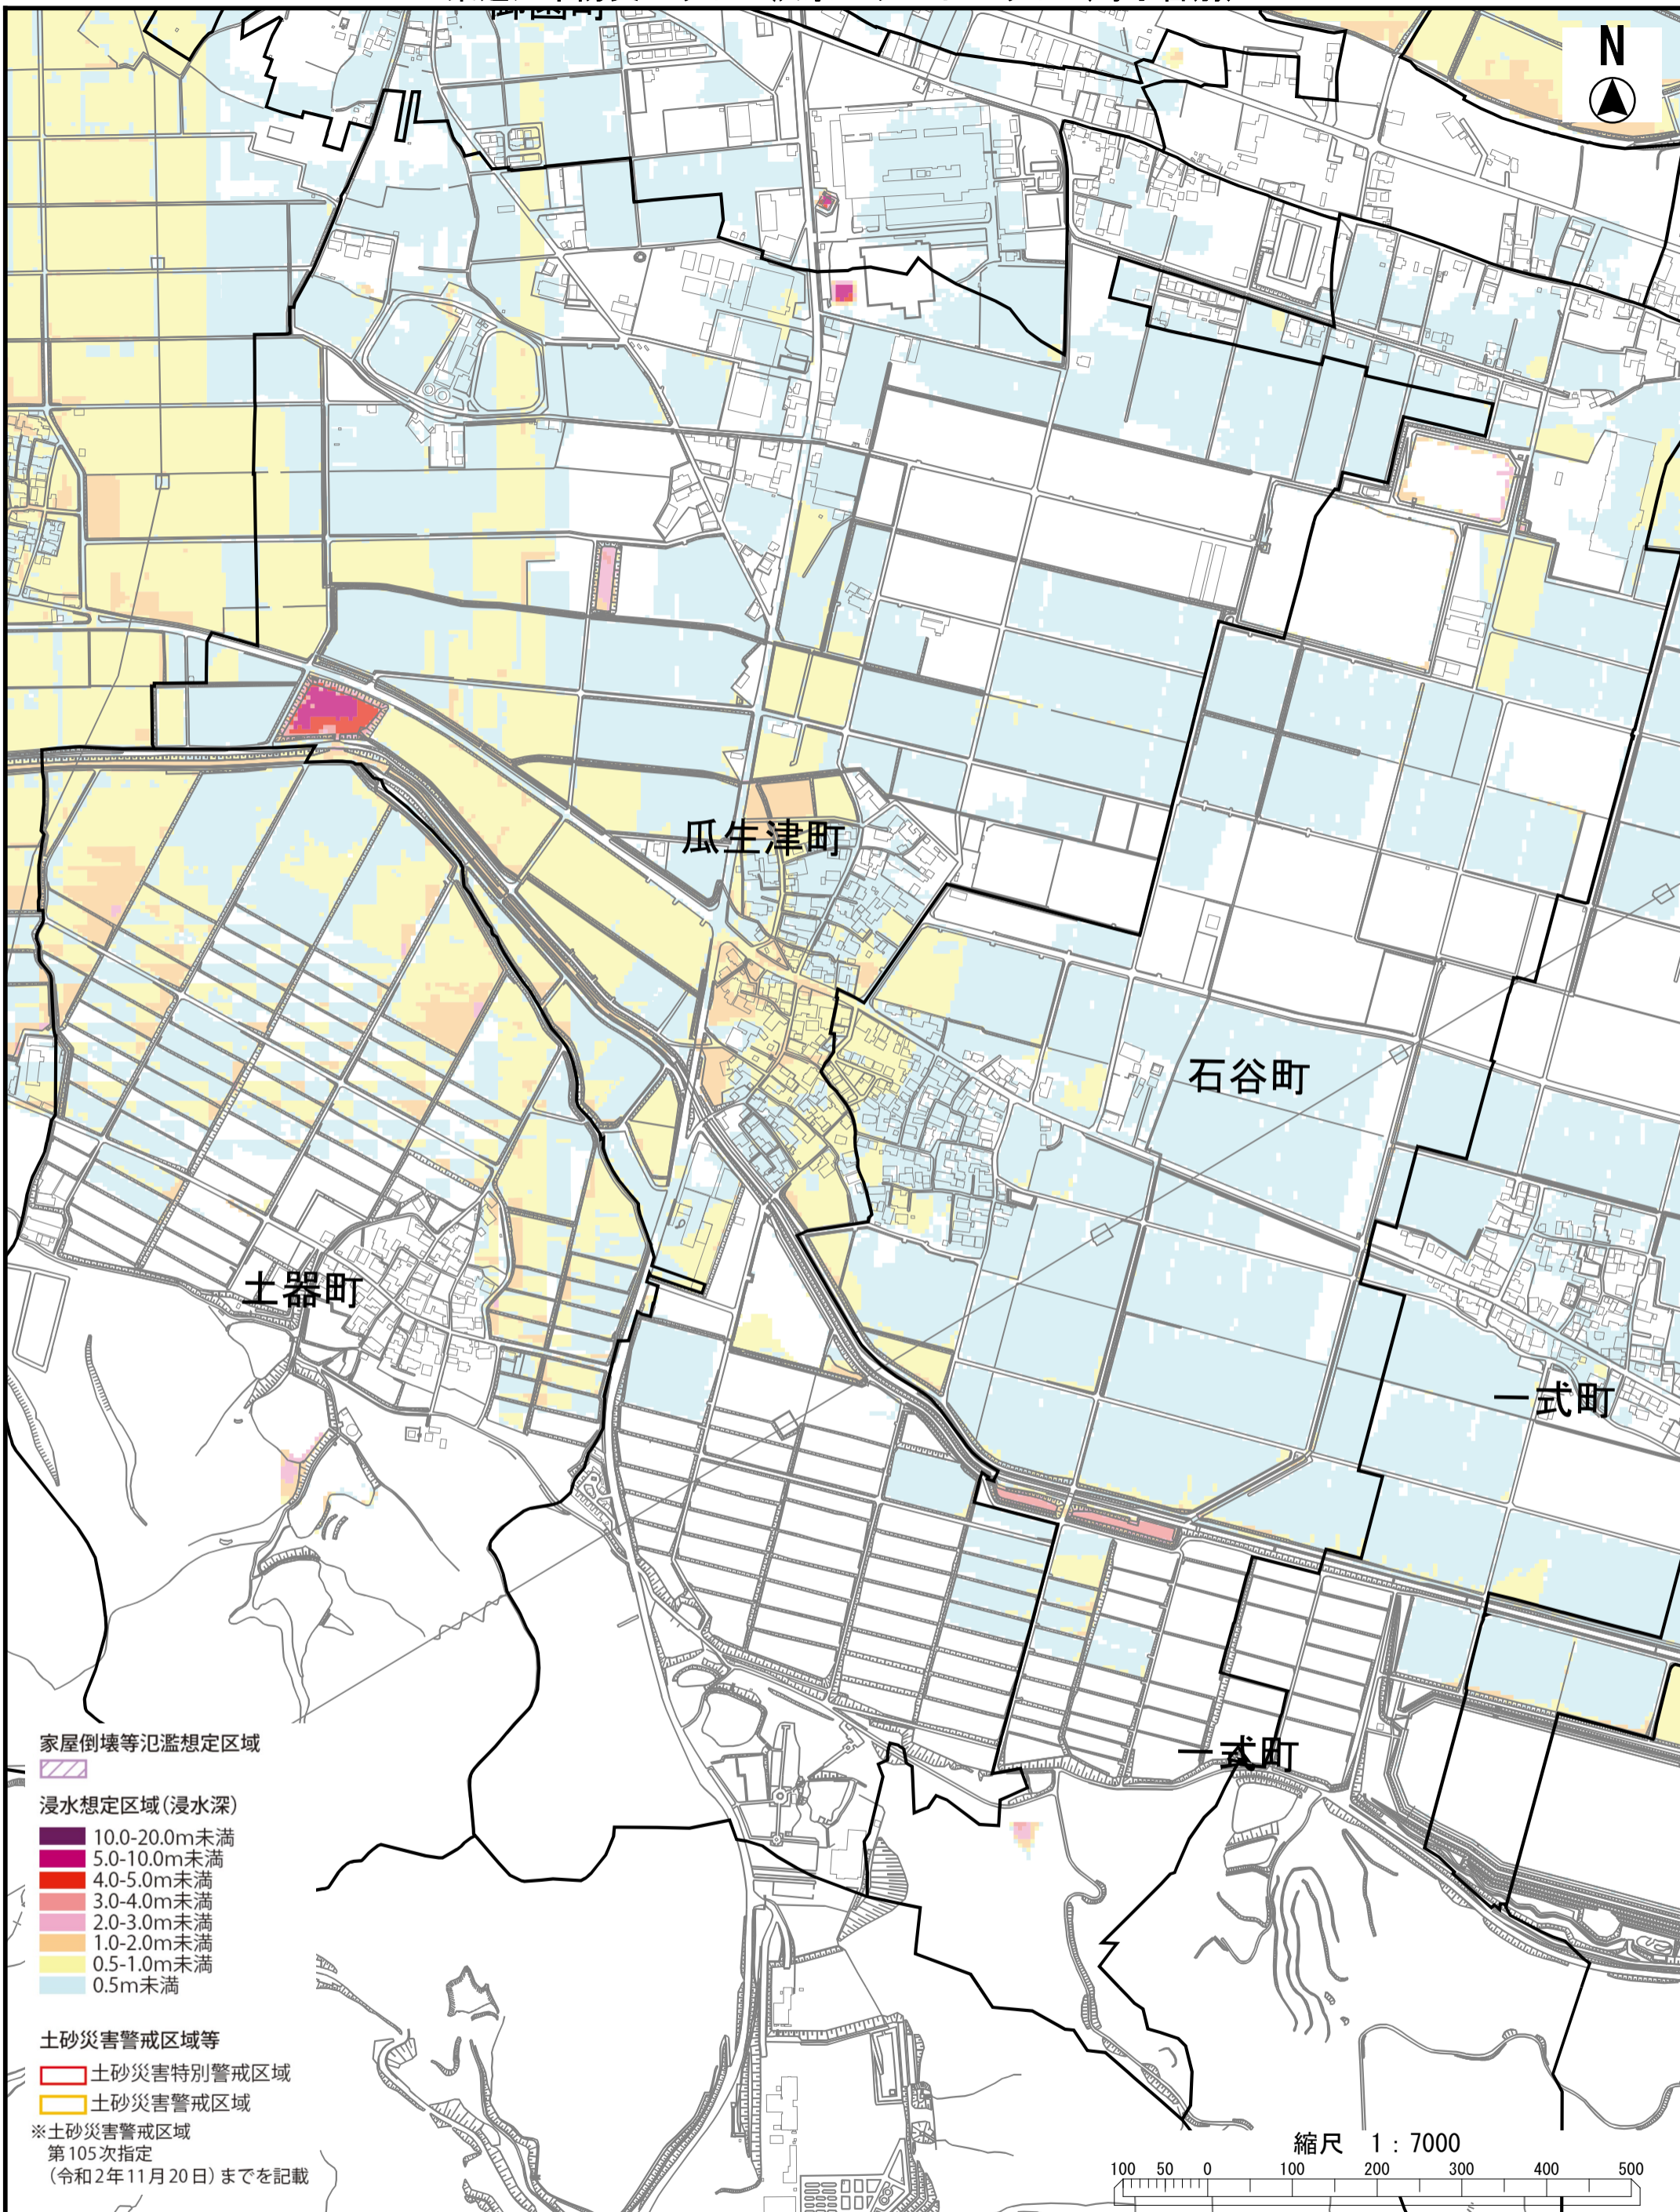 N
瓜生津町
石谷町
土器町
一式町
一式町
家屋倒壊等氾濫想定区域
浸水想定区域(浸水深)
10.0-20.0m未満
5.0-10.0m未満
4.0-5.0m未満
3.0-4.0m未満
2.0-3.0m未満
1.0-2.0m未満
0.5-1.0m未満
0.5m未満
土砂災害警戒区域等
土砂災害特別警戒区域
土砂災害警戒区域
※土砂災害警戒区域
第105次指定
(令和2年11月20日)までを記載
縮尺 1:7000
100 50 0 100 200 300 400 500